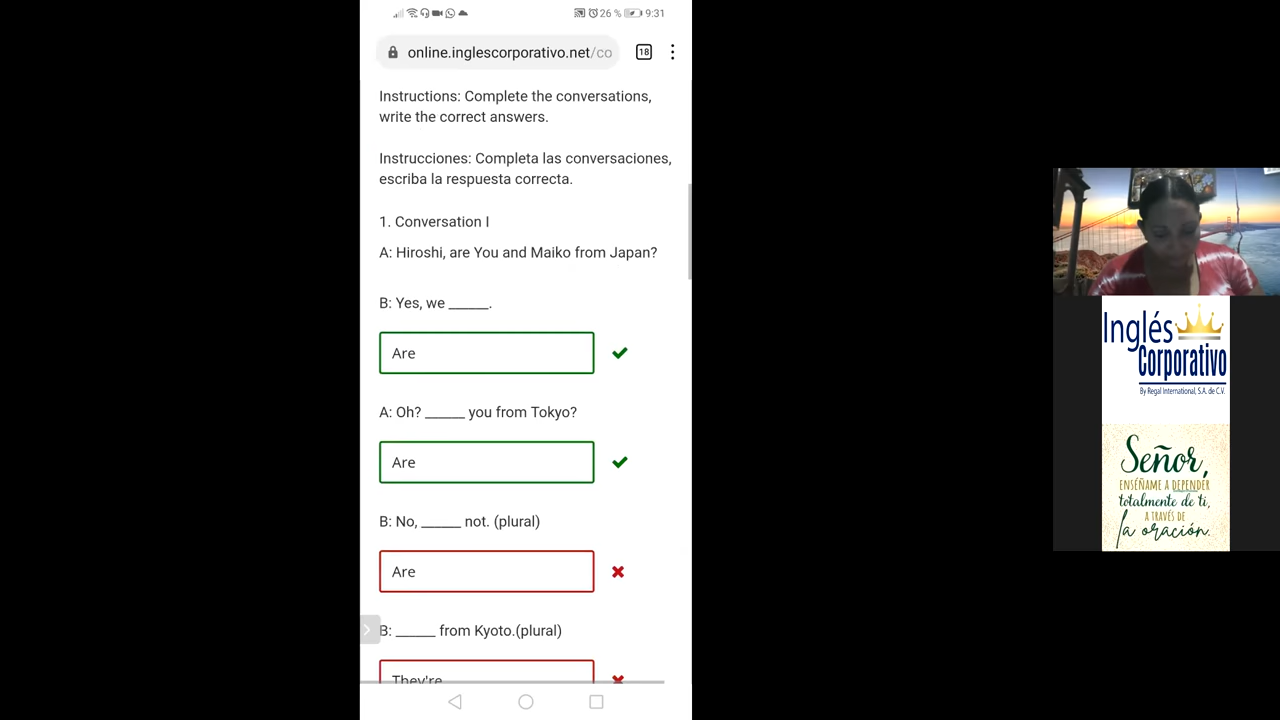 26 % 9:31
online.inglescorporativo.net/co
18
Instructions: Complete the conversations,
write the correct answers.
Instrucciones: Completa las conversaciones,
escriba la respuesta correcta.
1. Conversation I
A: Hiroshi, are You and Maiko from Japan?
B: Yes, we ______.
Are
A: Oh? ______ you from Tokyo?
Are
B: No, ______ not. (plural)
Are
B: ______ from Kyoto.(plural)
They're
Inglés
Corporativo
By Regal International, S.A. de C.V.
Señor,
ENSÉÑAME A DEPENDER
totalmente de ti,
A TRAVÉS DE
la oración.